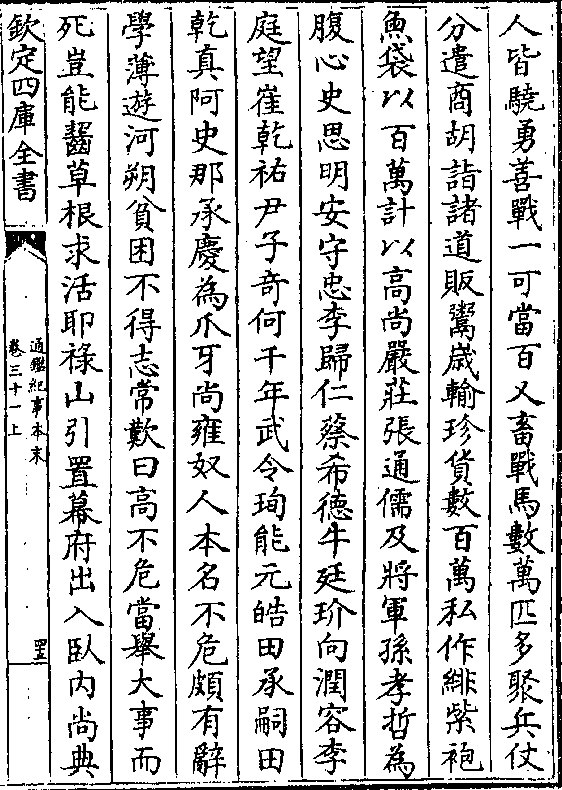 人皆驍勇善戰一可當百又畜戰馬數萬匹多聚兵仗
分遣商胡詣諸道販鬻歳輸珍貨數百萬私作緋紫袍
魚袋以百萬計以高尚嚴莊張通儒及將軍孫孝哲為
腹心史思明安守忠李歸仁蔡希德牛廷玠向潤容李
庭望崔乾祐尹子竒何千年武令珣能元皓田承嗣田
乾真阿史那承慶為爪牙尚雍奴人本名不危頗有辭
學薄遊河朔貧困不得志常歎曰高不危當舉大事而
死豈能齧草根求活耶祿山引置幕府出入臥内尚典
欽定四庫全書
通鑑紀事本末
卷三十一上